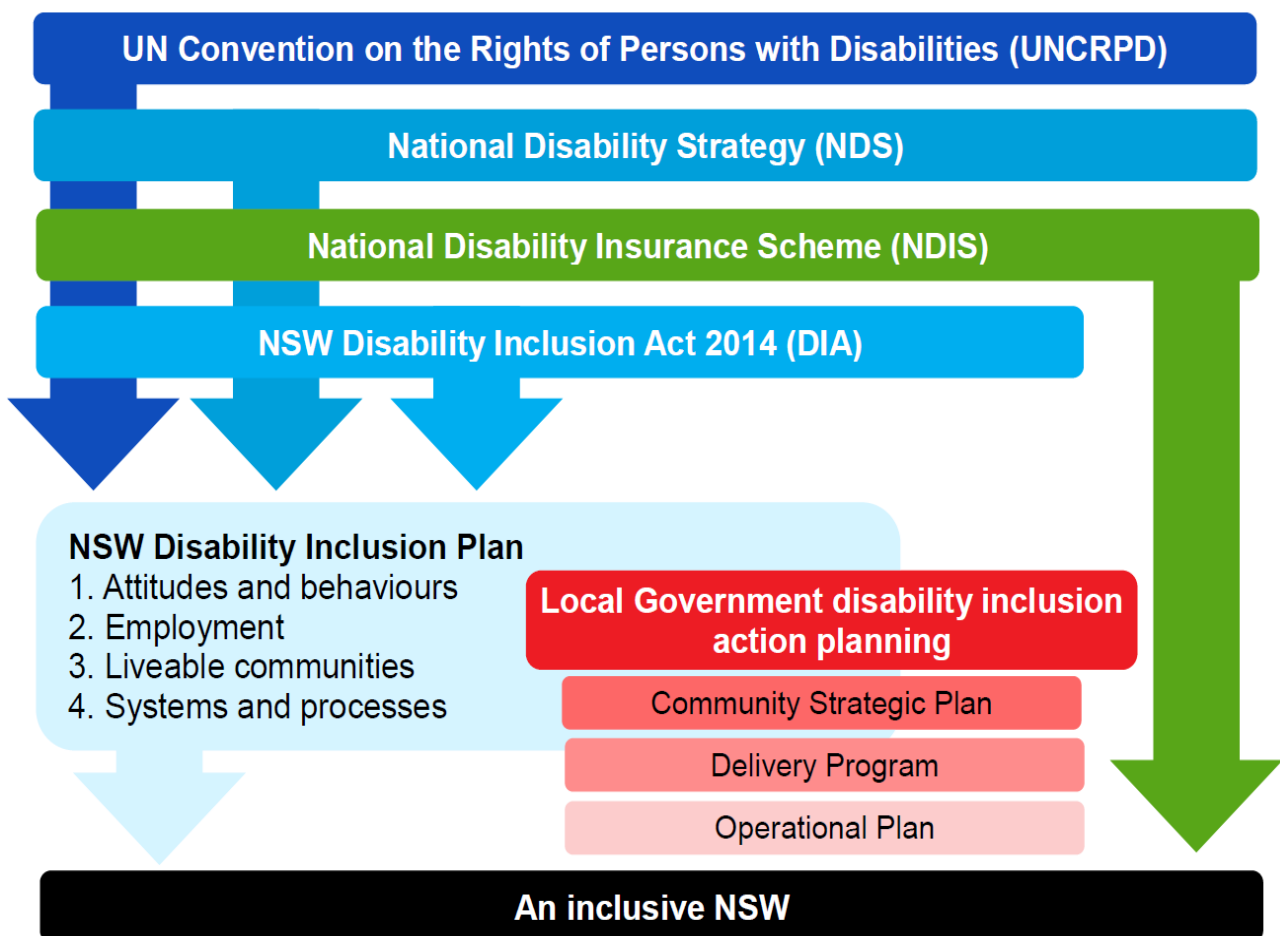 UN Convention on the Rights of Persons with Disabilities (UNCRPD)
National Disability Strategy (NDS)
National Disability Insurance Scheme (NDIS)
NSW Disability Inclusion Act 2014 (DIA)
NSW Disability Inclusion Plan
1. Attitudes and behaviours
2. Employment
3. Liveable communities
4. Systems and processes
Local Government disability inclusion
action planning
Community Strategic Plan
Delivery Program
Operational Plan
An inclusive NSW